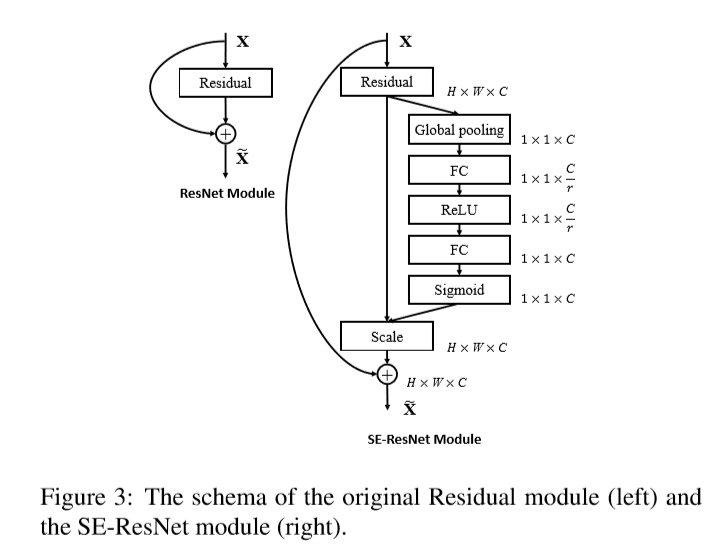 X
Residual
+
X̃
ResNet Module
X
Residual
H × W × C
Global pooling
1 × 1 × C
FC
1 × 1 × C/r
ReLU
1 × 1 × C/r
FC
1 × 1 × C
Sigmoid
1 × 1 × C
Scale
H × W × C
+
H × W × C
X̃
SE-ResNet Module
Figure 3: The schema of the original Residual module (left) and
the SE-ResNet module (right).